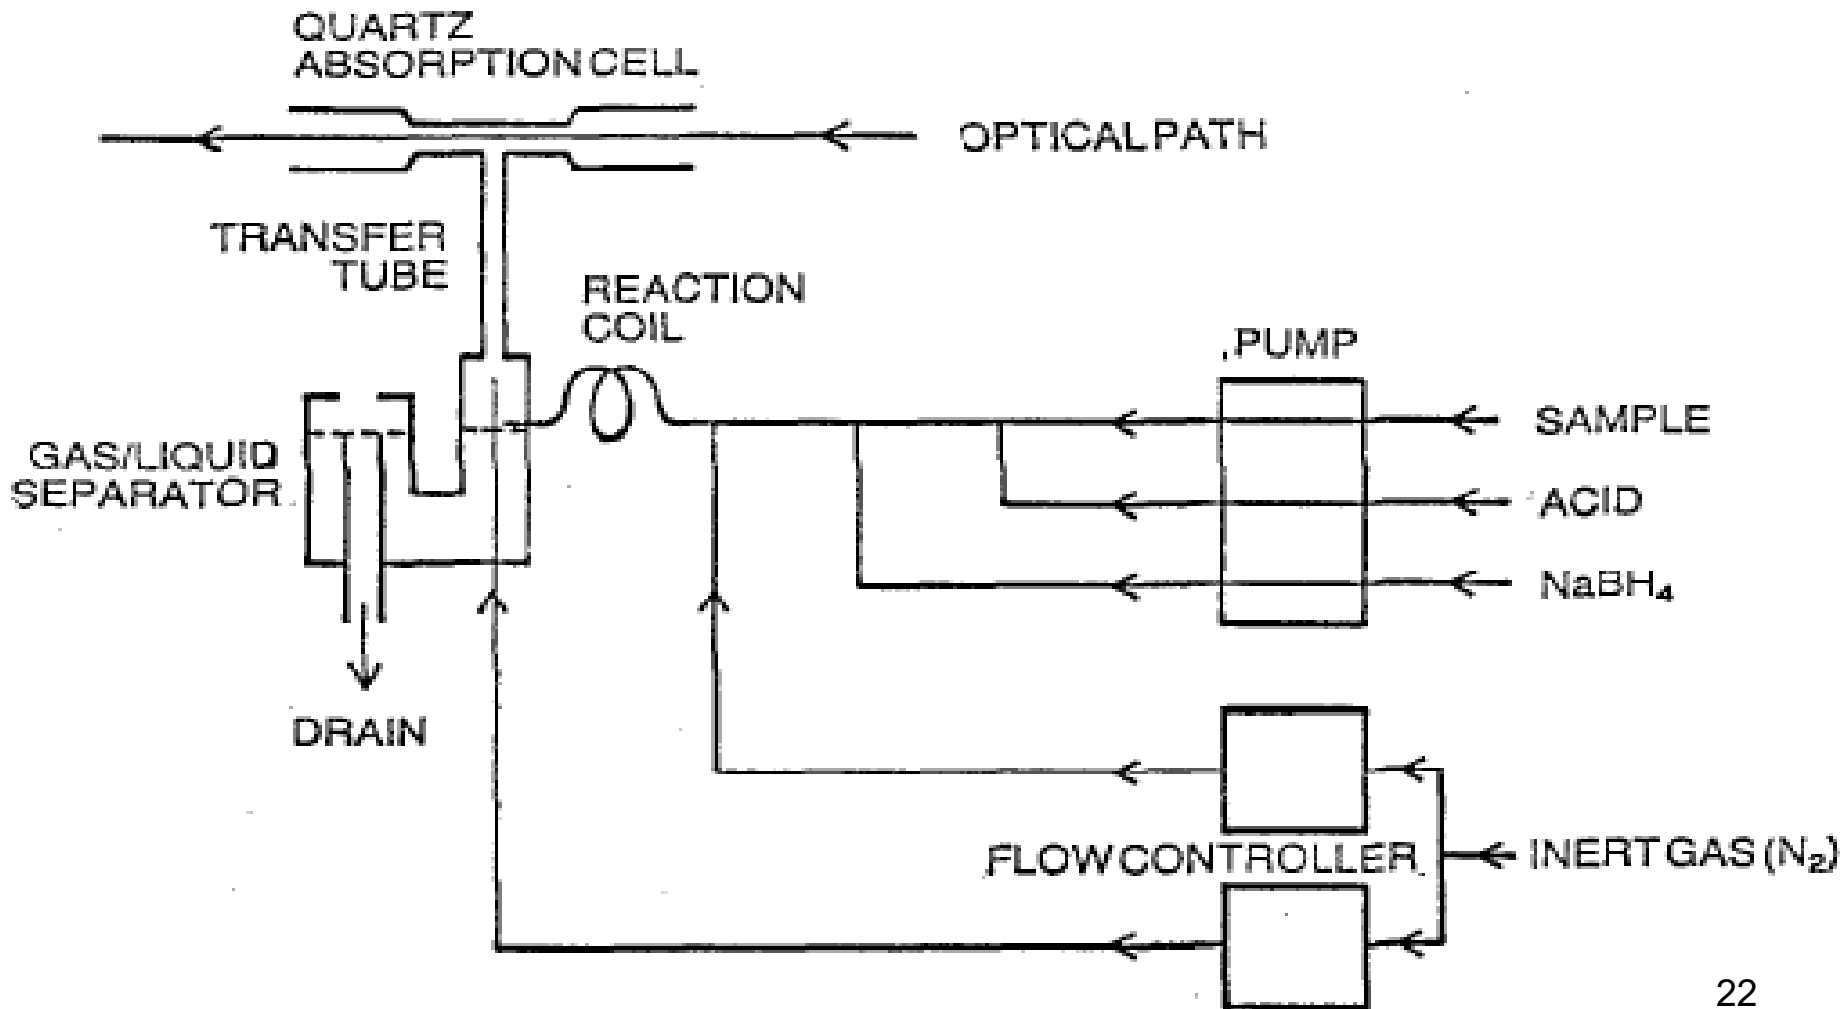 QUARTZ
ABSORPTION CELL
OPTICAL PATH
TRANSFER
TUBE
REACTION
COIL
PUMP
SAMPLE
GAS/LIQUID
SEPARATOR
ACID
NaBH₄
DRAIN
FLOW CONTROLLER
INERT GAS (N₂)
22